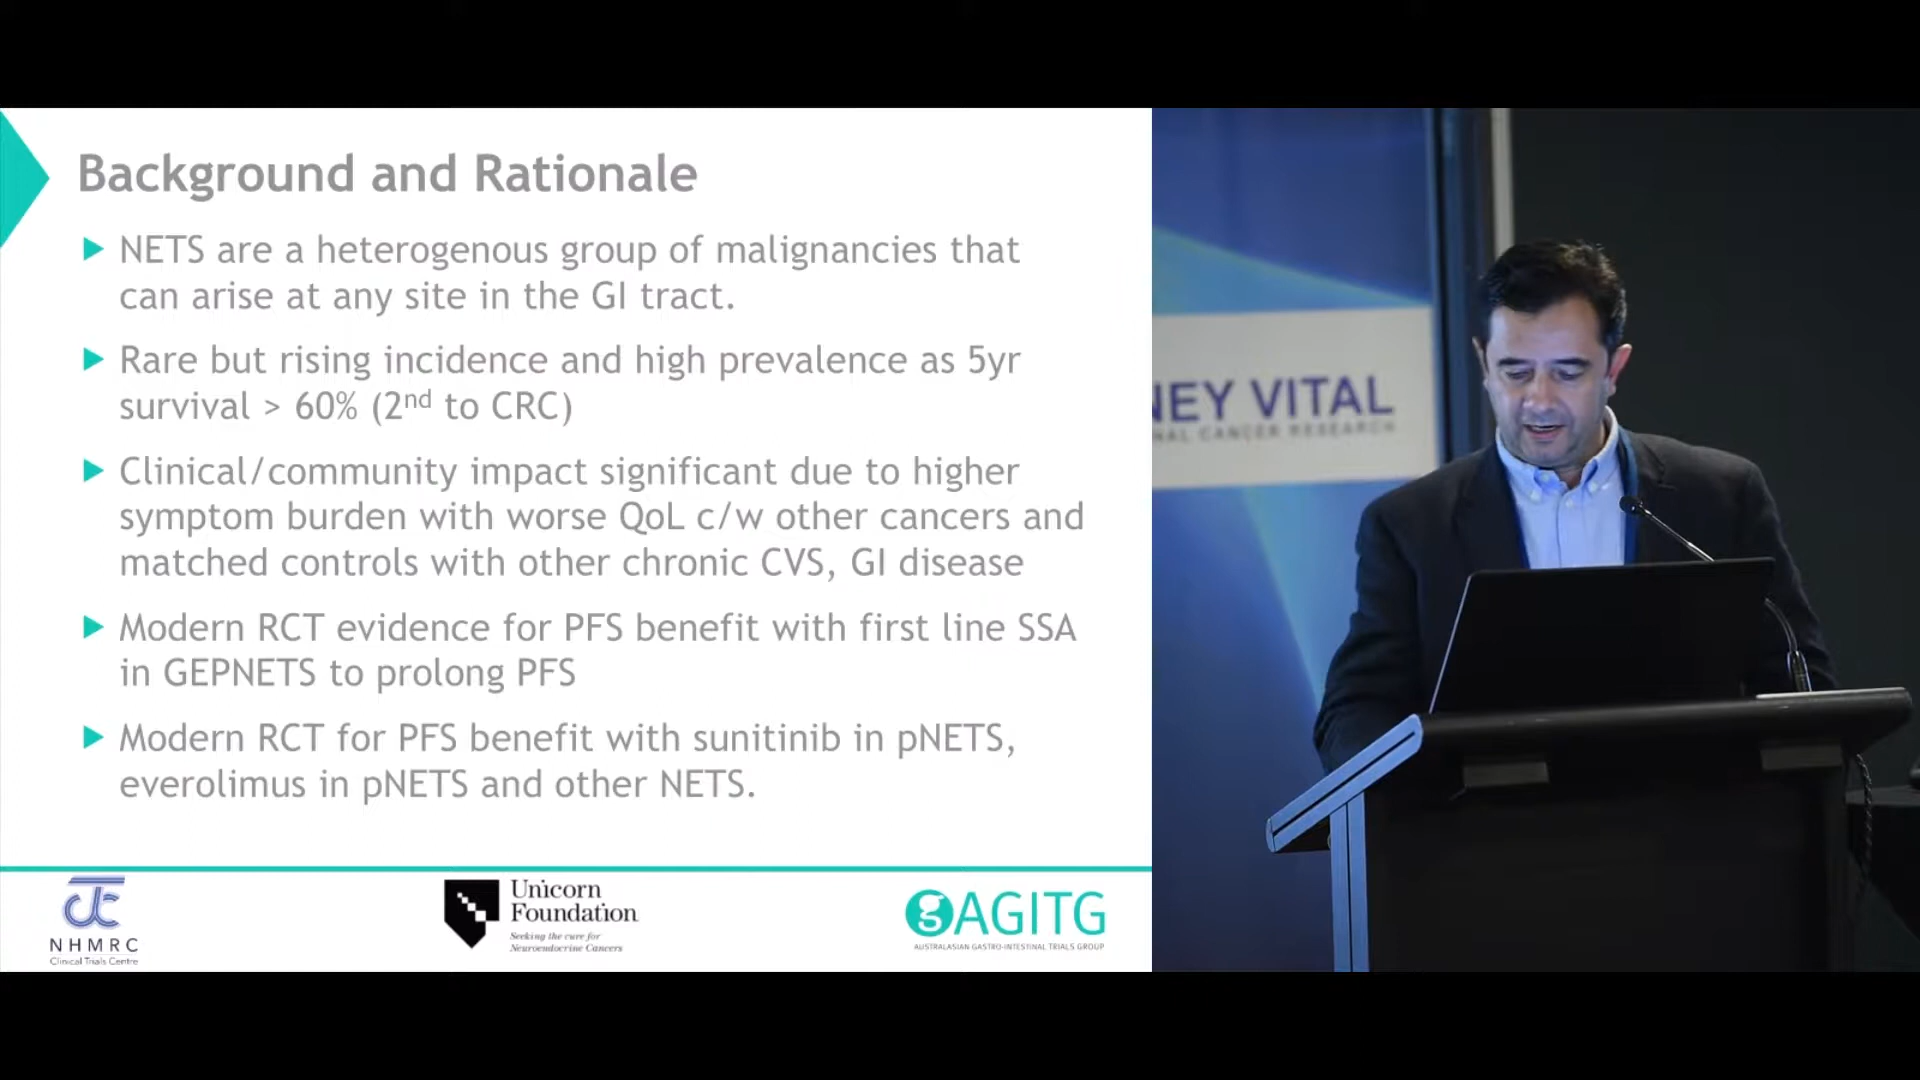 Background and Rationale
NETS are a heterogenous group of malignancies that
can arise at any site in the GI tract.
Rare but rising incidence and high prevalence as 5yr
survival > 60% (2nd to CRC)
Clinical/community impact significant due to higher
symptom burden with worse QoL c/w other cancers and
matched controls with other chronic CVS, GI disease
Modern RCT evidence for PFS benefit with first line SSA
in GEPNETS to prolong PFS
Modern RCT for PFS benefit with sunitinib in pNETS,
everolimus in pNETS and other NETS.
NHMRC
Clinical Trials Centre
Unicorn
Foundation
Seeking the cure for
Neuroendocrine Cancers
AGITG
AUSTRALASIAN GASTRO-INTESTINAL TRIALS GROUP
NEY VITAL
NAL CANCER RESEARCH